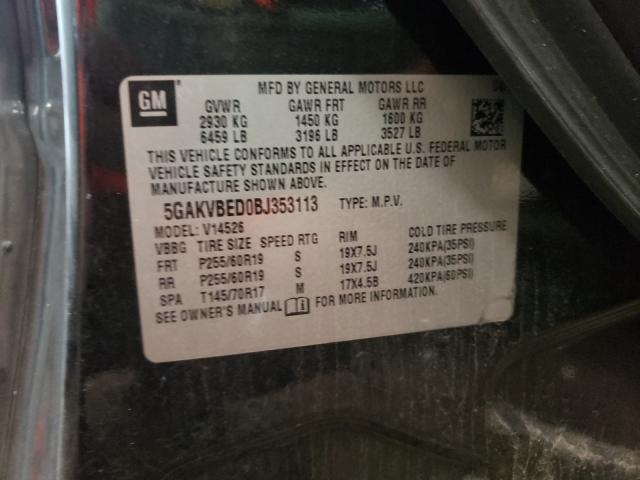 GM
MFD BY GENERAL MOTORS LLC
GVWR GAWR FRT GAWR RR
2930 KG 1450 KG 1600 KG
6459 LB 3196 LB 3527 LB
THIS VEHICLE CONFORMS TO ALL APPLICABLE U.S. FEDERAL MOTOR
VEHICLE SAFETY STANDARDS IN EFFECT ON THE DATE OF
MANUFACTURE SHOWN ABOVE.
5GAKVBED0BJ353113 TYPE: M.P.V.
MODEL: V14526
VBBG TIRE SIZE SPEED RTG RIM COLD TIRE PRESSURE
FRT P255/60R19 S 19X7.5J 240KPA(35PSI)
RR P255/60R19 S 19X7.5J 240KPA(35PSI)
SPA T145/70R17 M 17X4.5B 420KPA(60PSI)
SEE OWNER'S MANUAL FOR MORE INFORMATION.